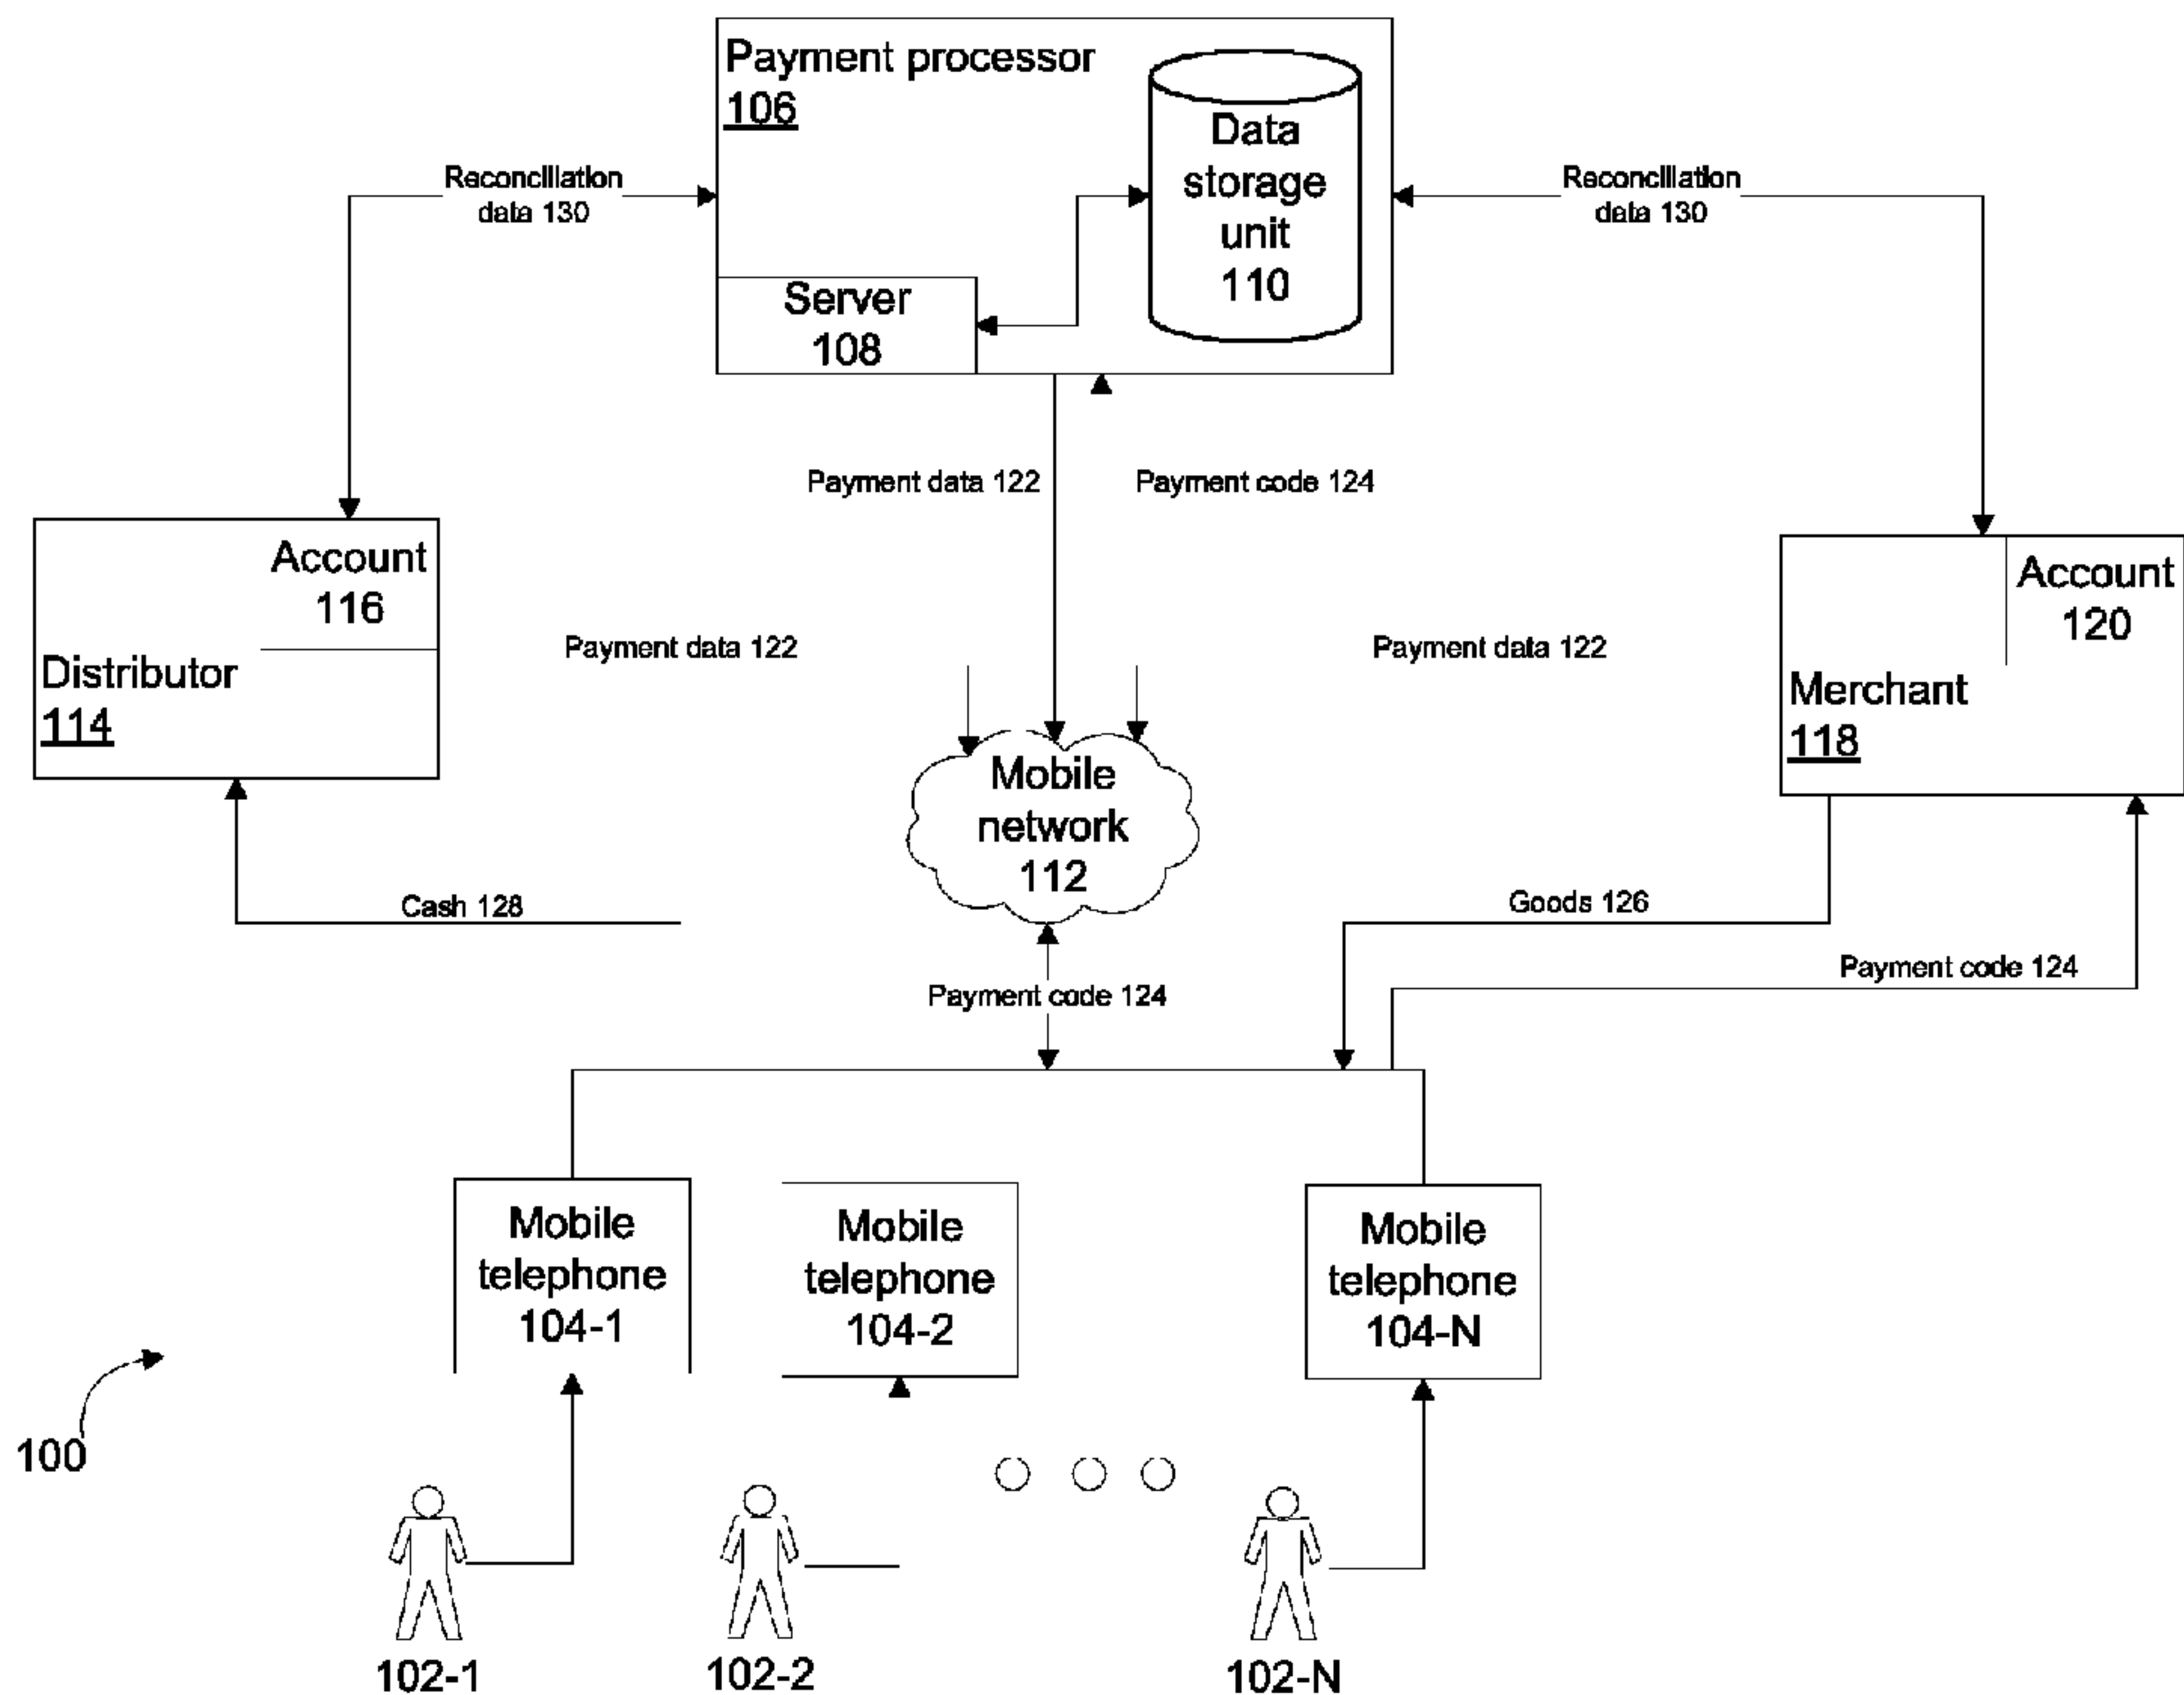 Payment processor
106
Data
storage
unit
110
Server
108
Reconciliation
data 130
Reconciliation
data 130
Payment data 122
Payment code 124
Account
116
Distributor
114
Account
120
Merchant
118
Payment data 122
Payment data 122
Mobile
network
112
Cash 128
Goods 126
Payment code 124
Payment code 124
Mobile
telephone
104-1
Mobile
telephone
104-2
Mobile
telephone
104-N
100
102-1
102-2
102-N